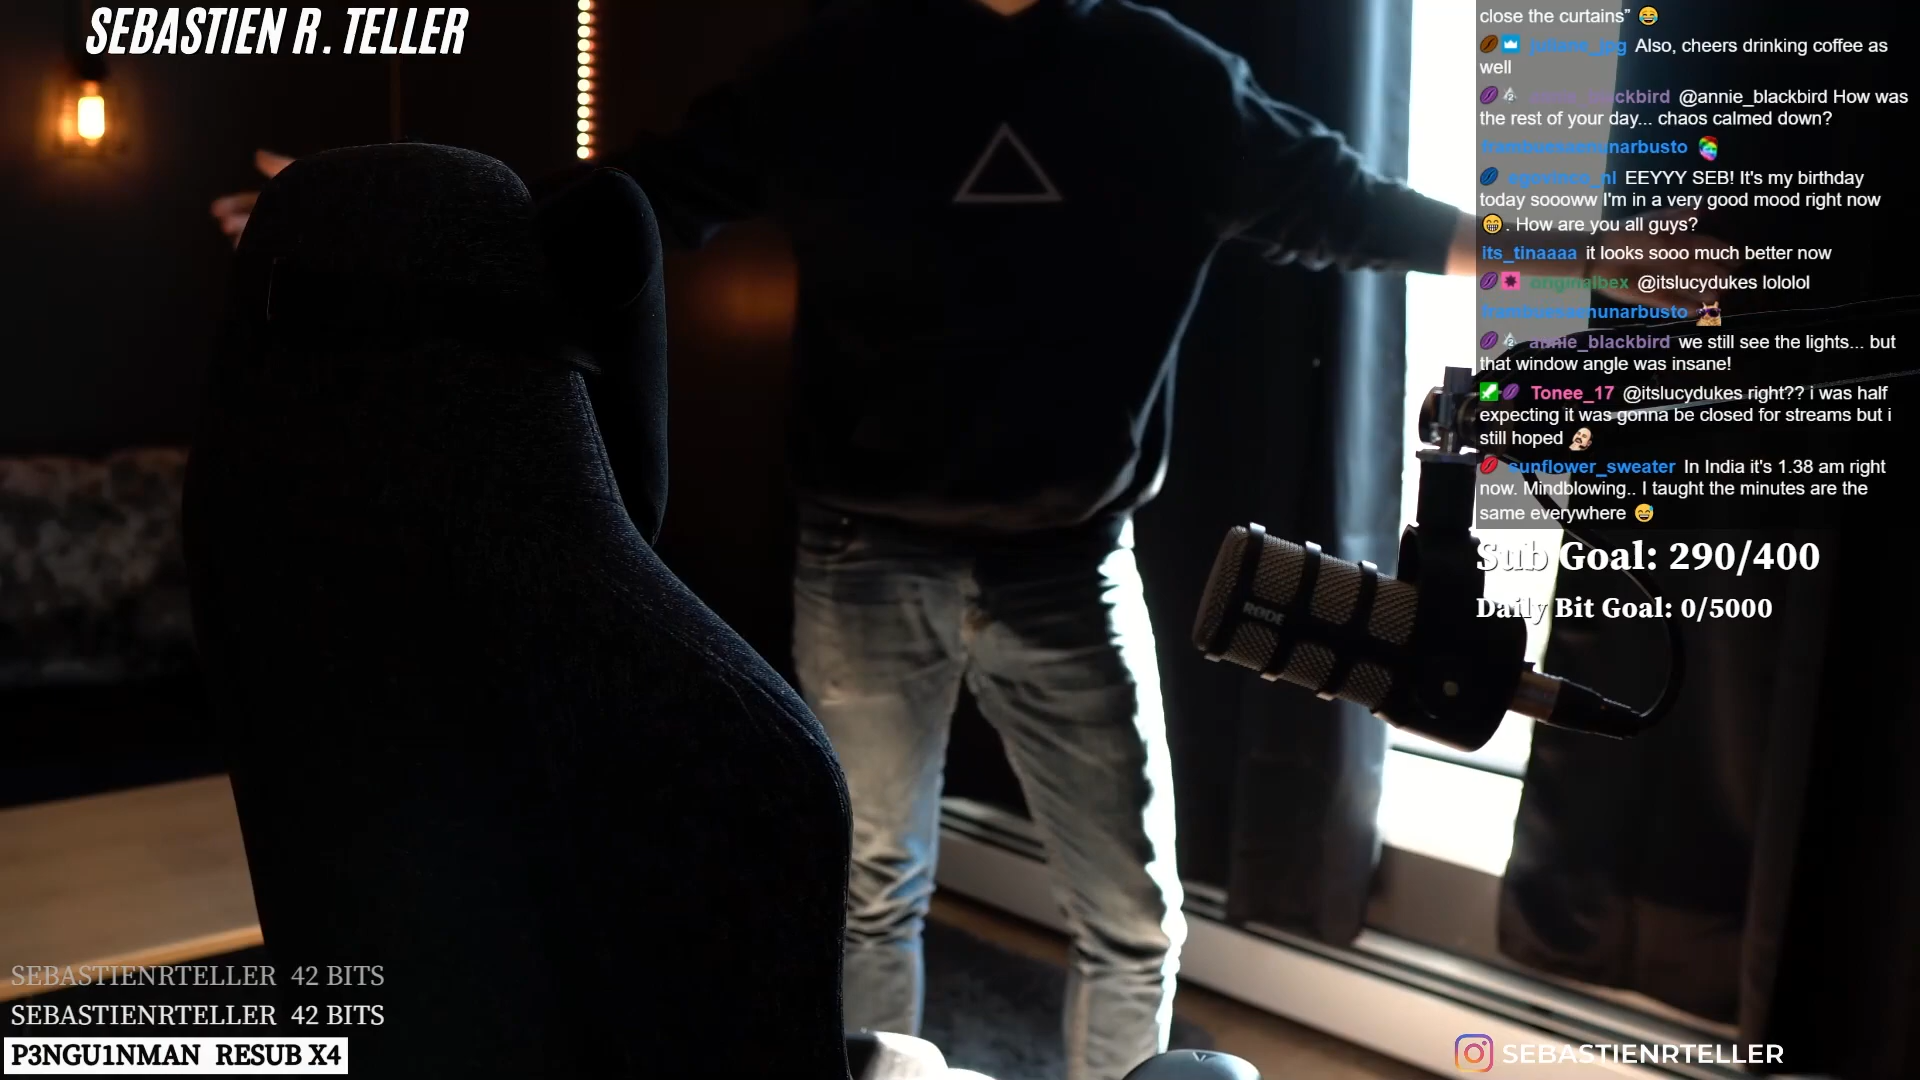 SEBASTIEN R. TELLER
close the curtains”
Also, cheers drinking coffee as
well
@annie_blackbird How was
the rest of your day... chaos calmed down?
EEYYY SEB! It's my birthday
today soooww I'm in a very good mood right now
. How are you all guys?
its_tinaaaa it looks sooo much better now
originalbex @itslucydukes lololol
annie_blackbird we still see the lights... but
that window angle was insane!
Tonee_17 @itslucydukes right?? i was half
expecting it was gonna be closed for streams but i
still hoped
sunflower_sweater In India it's 1.38 am right
now. Mindblowing.. I taught the minutes are the
same everywhere
Sub Goal: 290/400
Daily Bit Goal: 0/5000
RODE
SEBASTIENRTELLER 42 BITS
SEBASTIENRTELLER 42 BITS
P3NGU1NMAN RESUB X4
SEBASTIENRTELLER